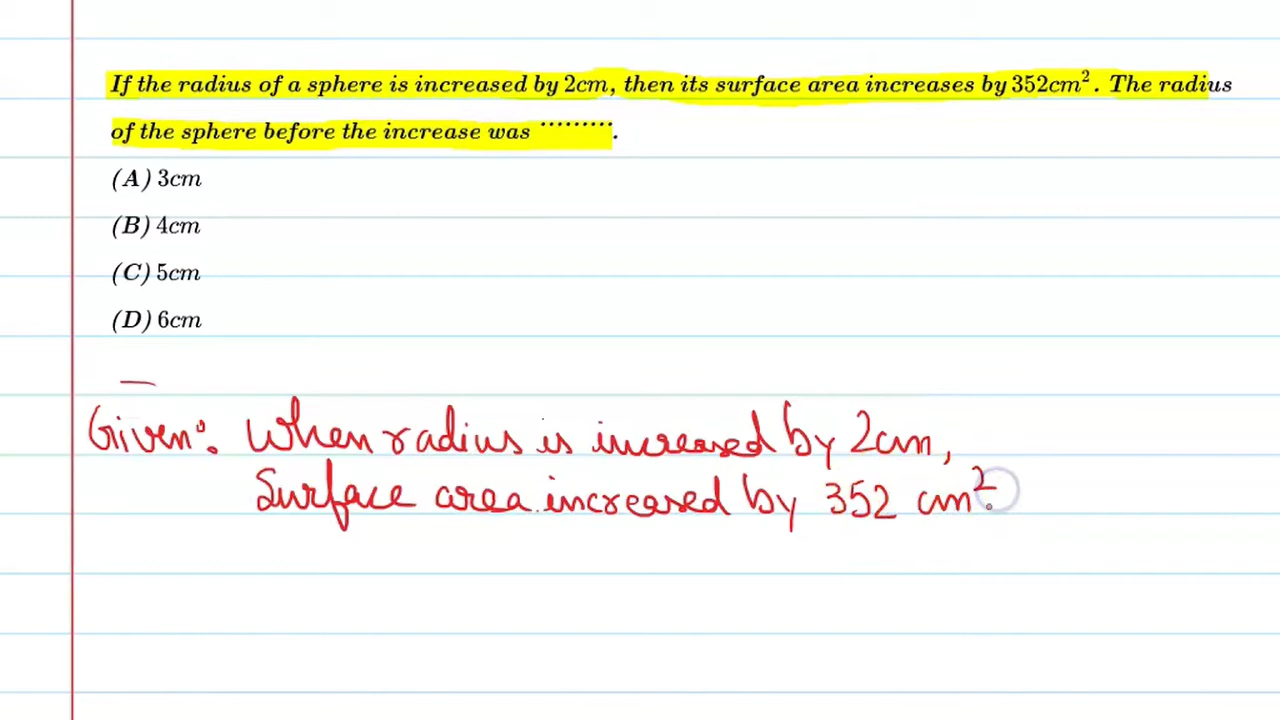 If the radius of a sphere is increased by 2cm, then its surface area increases by 352cm². The radius
of the sphere before the increase was ..........
(A) 3cm
(B) 4cm
(C) 5cm
(D) 6cm
Given: When radius is increased by 2cm,
Surface area increased by 352 cm².